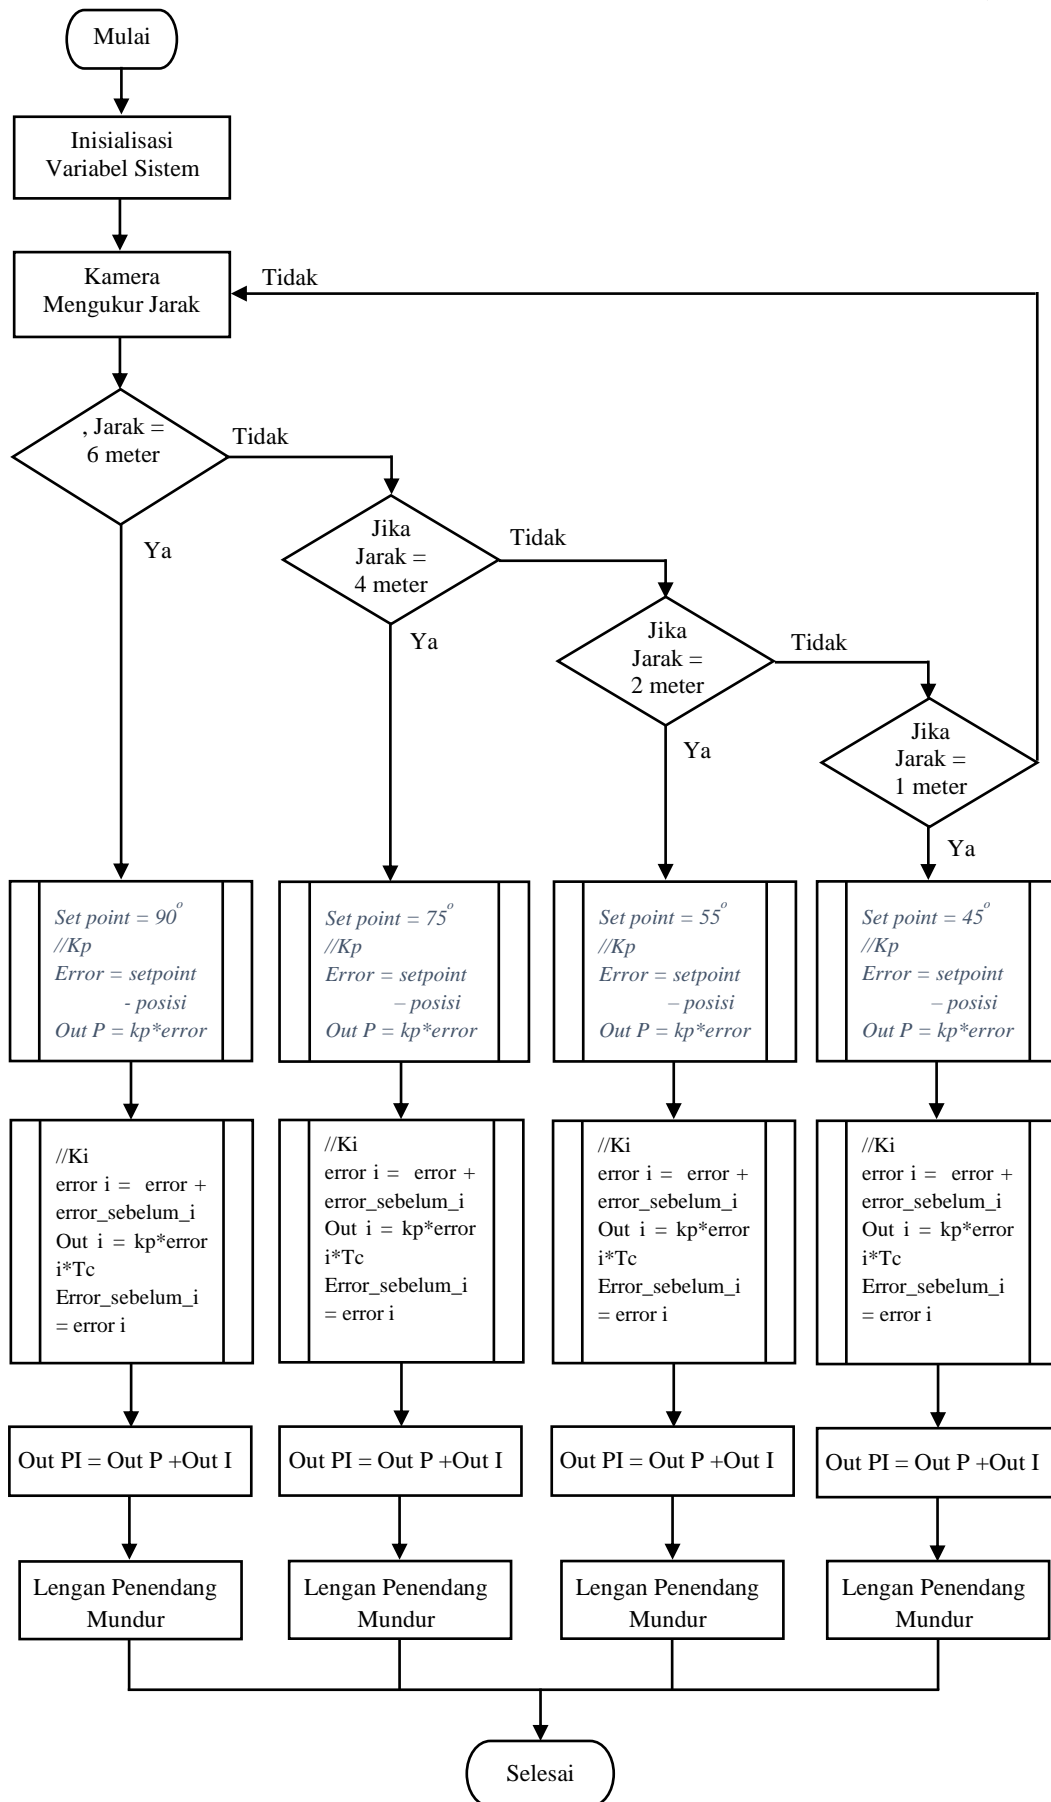 Mulai
Inisialisasi
Variabel Sistem
Kamera
Mengukur Jarak
Tidak
, Jarak =
6 meter
Tidak
Ya
Jika
Jarak =
4 meter
Tidak
Ya
Jika
Jarak =
2 meter
Tidak
Ya
Jika
Jarak =
1 meter
Ya
Set point = 90°
//Kp
Error = setpoint
- posisi
Out P = kp*error
Set point = 75°
//Kp
Error = setpoint
– posisi
Out P = kp*error
Set point = 55°
//Kp
Error = setpoint
– posisi
Out P = kp*error
Set point = 45°
//Kp
Error = setpoint
– posisi
Out P = kp*error
//Ki
error i = error +
error_sebelum_i
Out i = kp*error
i*Tc
Error_sebelum_i
= error i
//Ki
error i = error +
error_sebelum_i
Out i = kp*error
i*Tc
Error_sebelum_i
= error i
//Ki
error i = error +
error_sebelum_i
Out i = kp*error
i*Tc
Error_sebelum_i
= error i
//Ki
error i = error +
error_sebelum_i
Out i = kp*error
i*Tc
Error_sebelum_i
= error i
Out PI = Out P +Out I
Out PI = Out P +Out I
Out PI = Out P +Out I
Out PI = Out P +Out I
Lengan Penendang
Mundur
Lengan Penendang
Mundur
Lengan Penendang
Mundur
Lengan Penendang
Mundur
Selesai